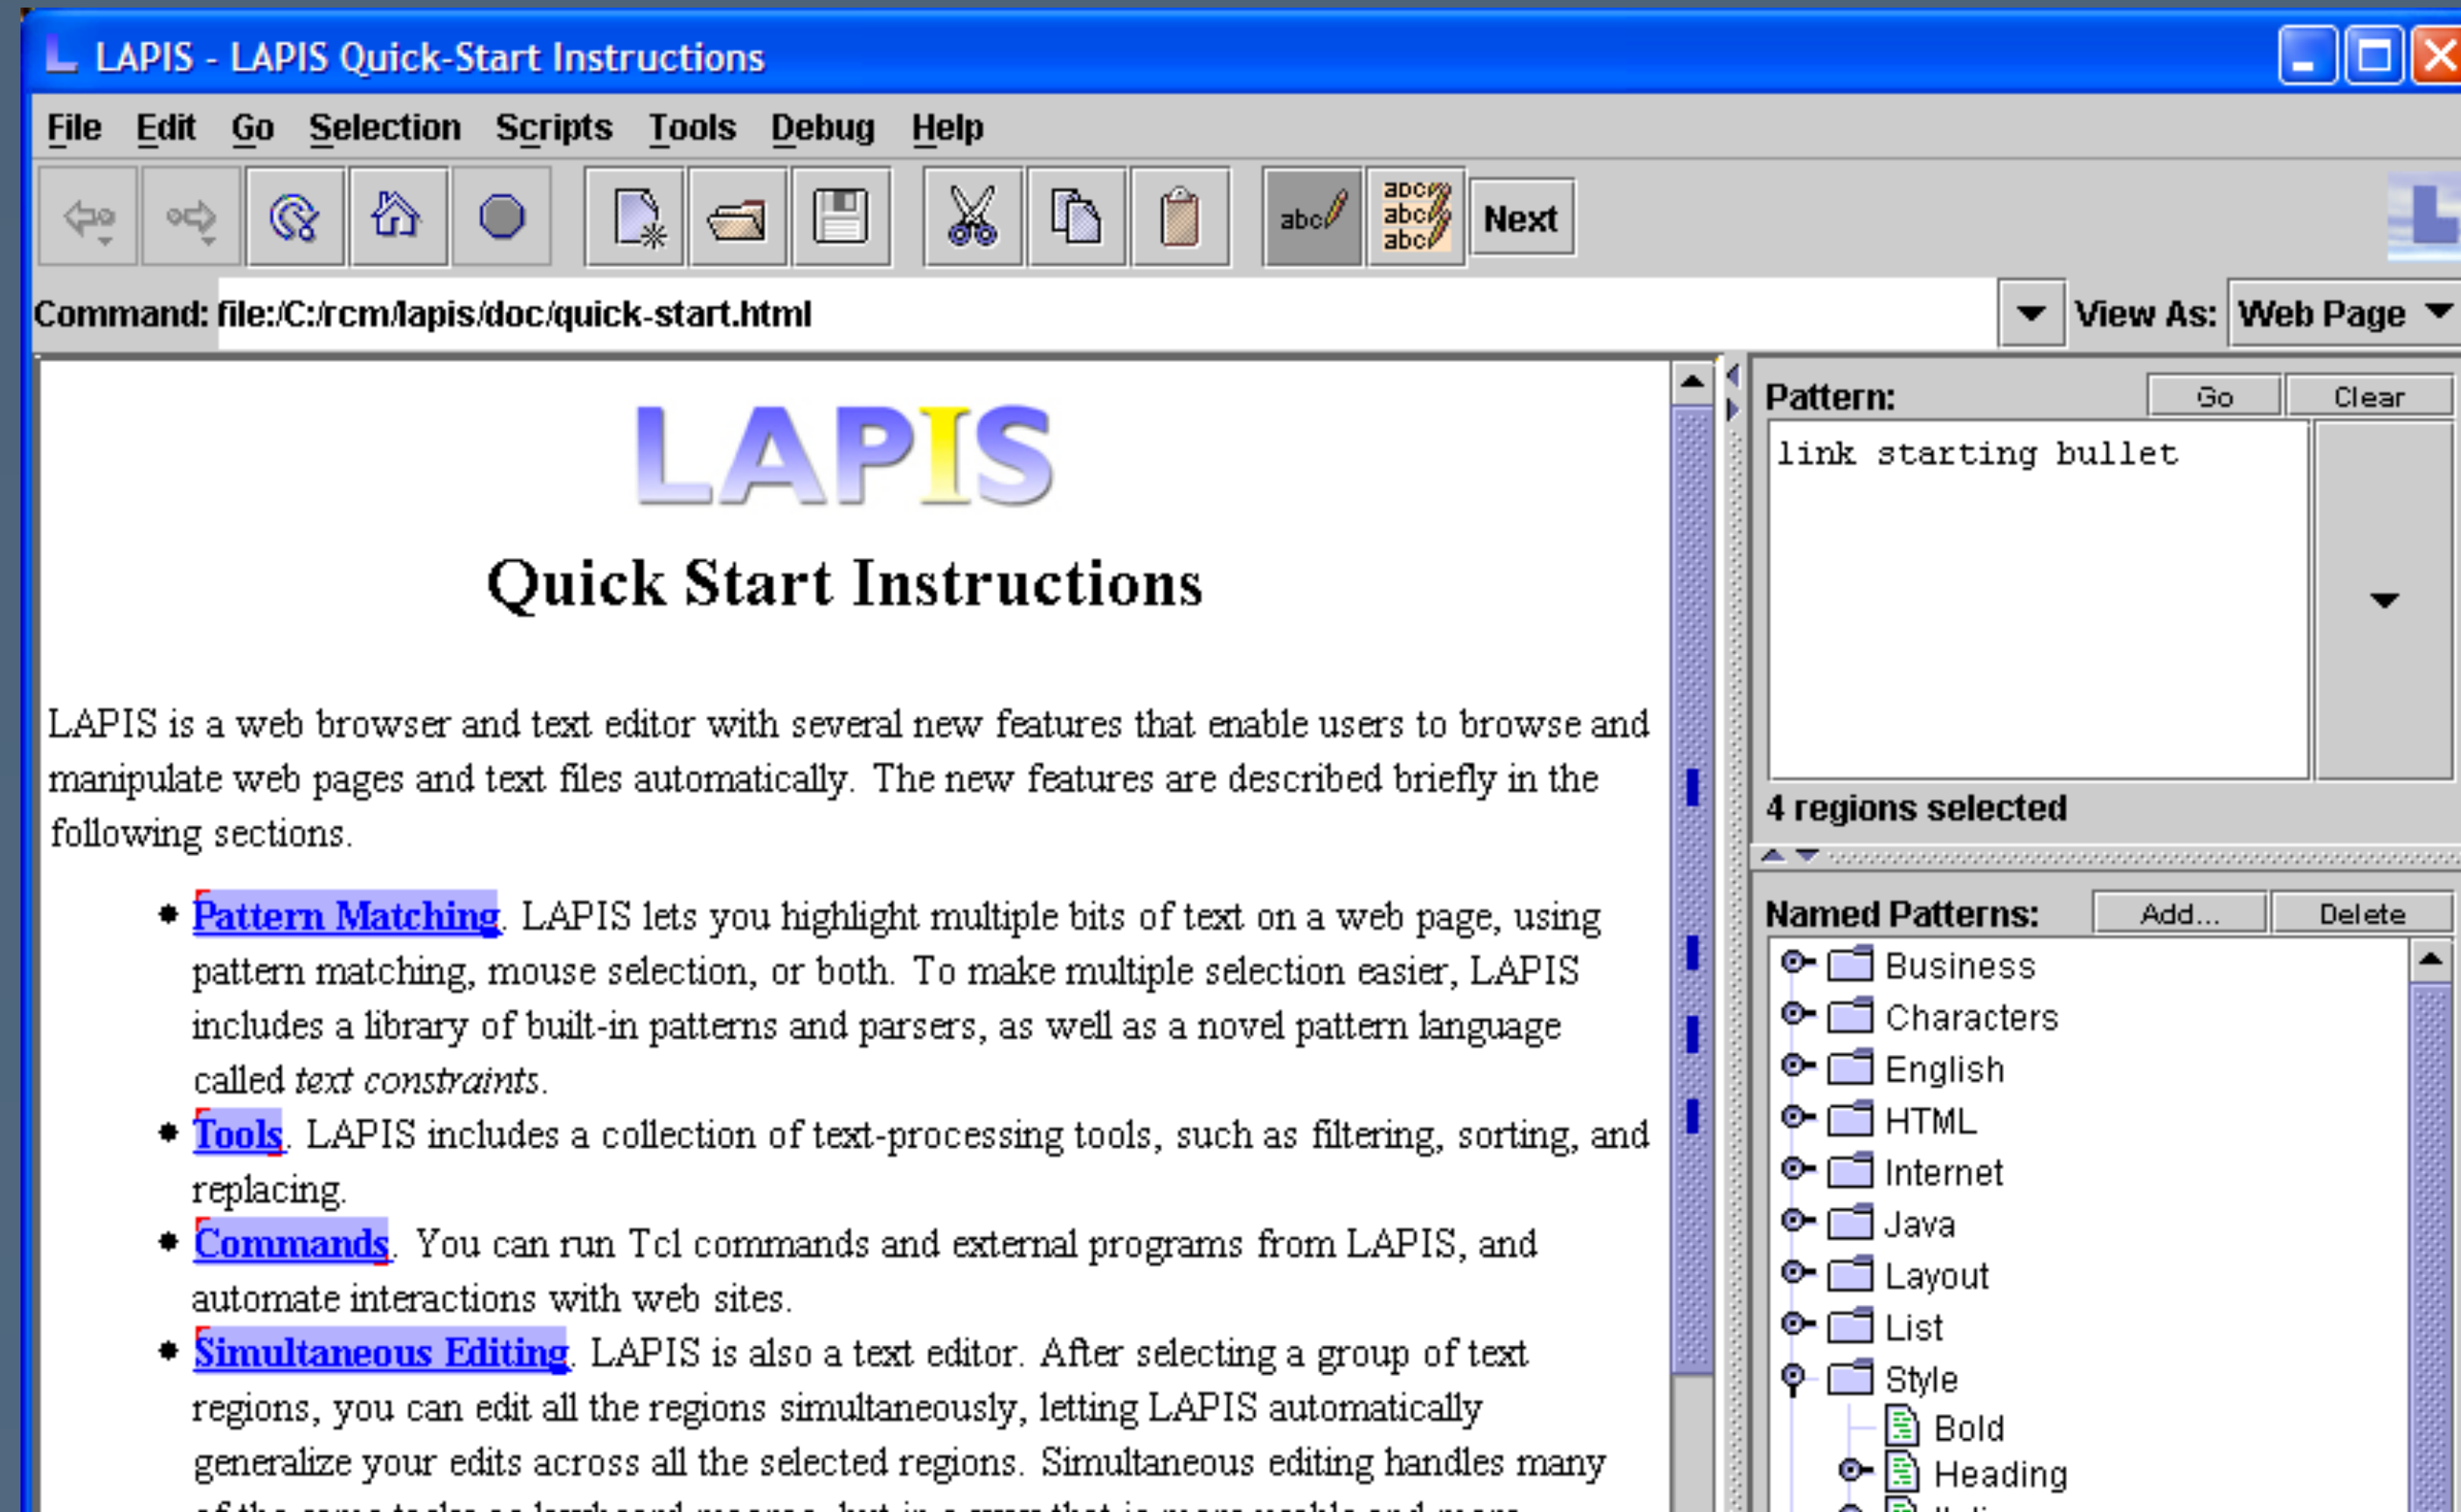 LAPIS - LAPIS Quick-Start Instructions
File Edit Go Selection Scripts Tools Debug Help
abc abc abc abc Next
Command: file:/C:/rcm/lapis/doc/quick-start.html View As: Web Page
LAPIS
Quick Start Instructions
LAPIS is a web browser and text editor with several new features that enable users to browse and
manipulate web pages and text files automatically. The new features are described briefly in the
following sections.
Pattern Matching. LAPIS lets you highlight multiple bits of text on a web page, using
pattern matching, mouse selection, or both. To make multiple selection easier, LAPIS
includes a library of built-in patterns and parsers, as well as a novel pattern language
called text constraints.
Tools. LAPIS includes a collection of text-processing tools, such as filtering, sorting, and
replacing.
Commands. You can run Tcl commands and external programs from LAPIS, and
automate interactions with web sites.
Simultaneous Editing. LAPIS is also a text editor. After selecting a group of text
regions, you can edit all the regions simultaneously, letting LAPIS automatically
generalize your edits across all the selected regions. Simultaneous editing handles many
Pattern: Go Clear
link starting bullet
4 regions selected
Named Patterns: Add... Delete
Business
Characters
English
HTML
Internet
Java
Layout
List
Style
Bold
Heading